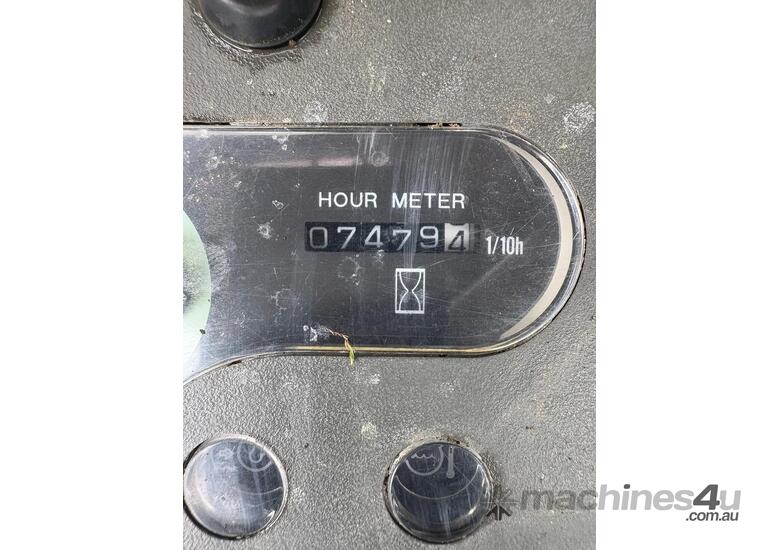 HOUR METER
074794 1/10h
machines4u
.com.au